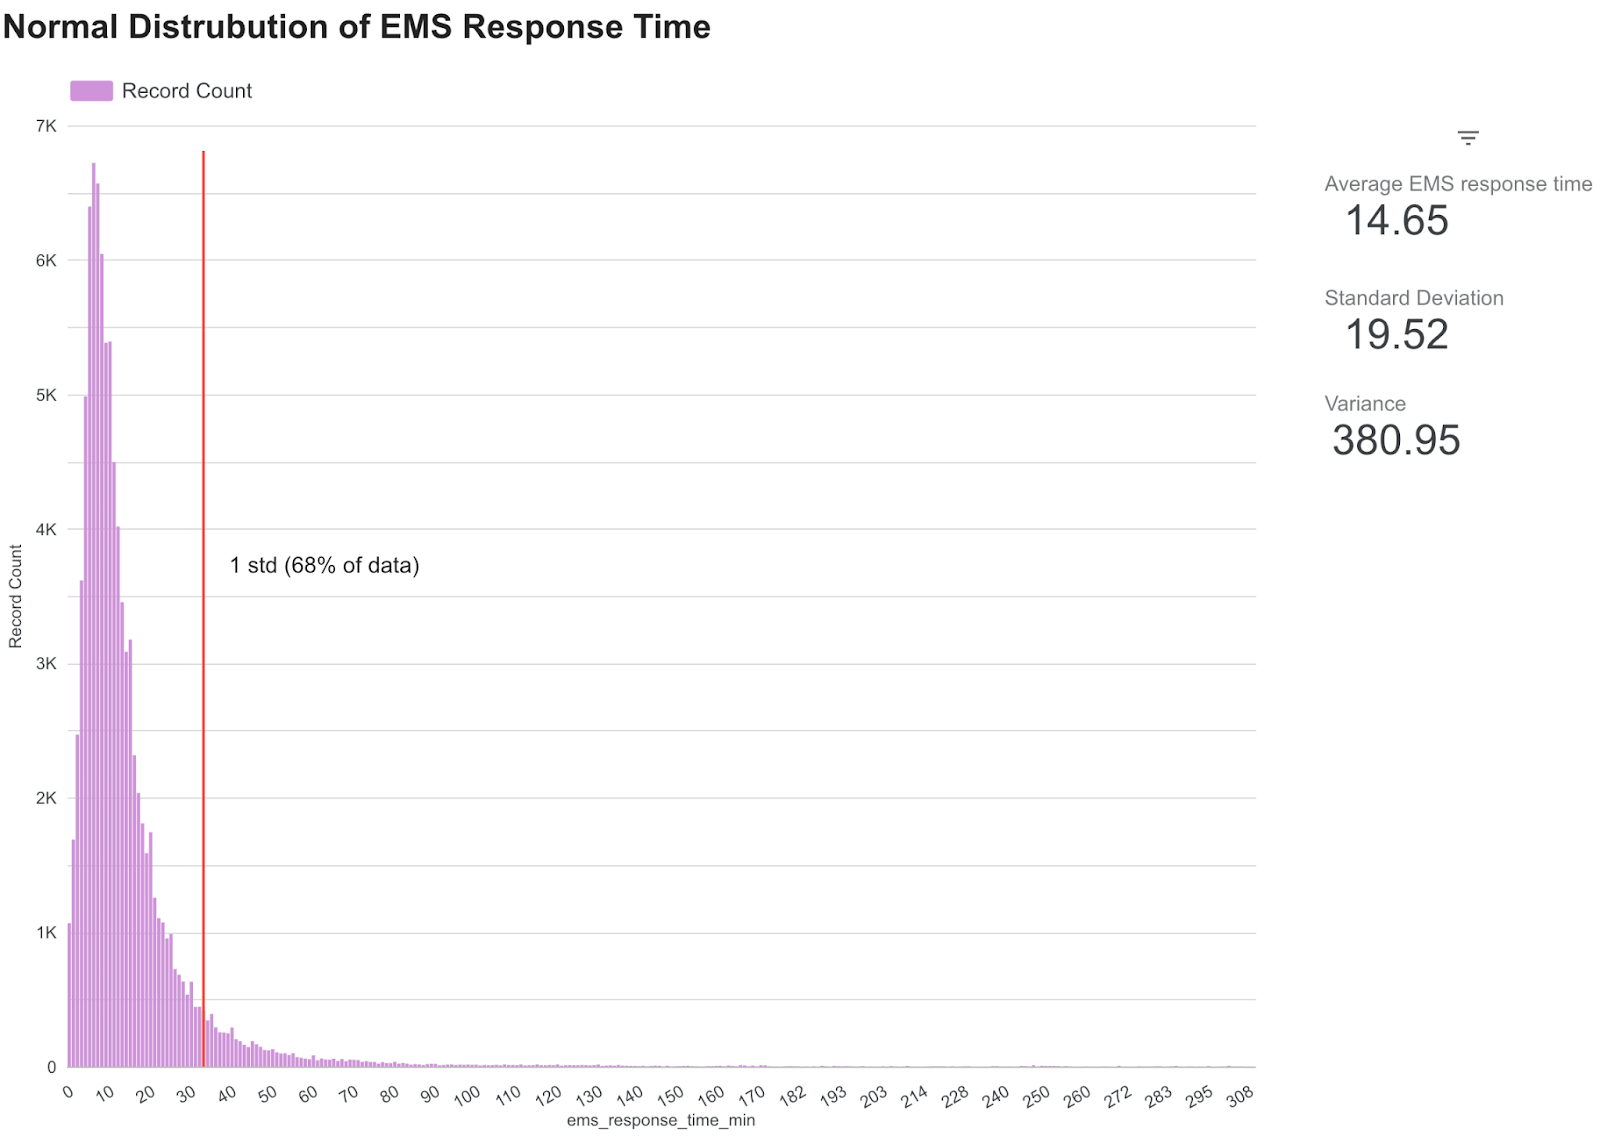 Normal Distrubution of EMS Response Time
Record Count
7K
6K
5K
4K
3K
2K
1K
0
Record Count
1 std (68% of data)
0 10 20 30 40 50 60 70 80 90 100 110 120 130 140 150 160 170 182 193 203 214 228 240 250 260 272 283 295 308
ems_response_time_min
Average EMS response time
14.65
Standard Deviation
19.52
Variance
380.95